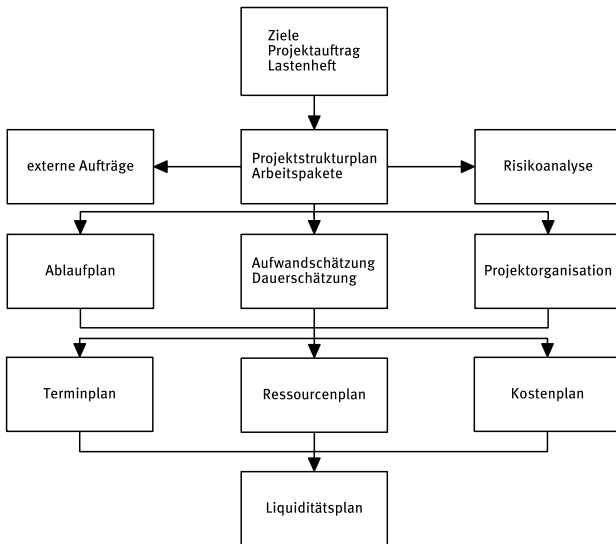 Ziele
Projektauftrag
Lastenheft
externe Aufträge
Projektstrukturplan
Arbeitspakete
Risikoanalyse
Ablaufplan
Aufwandschätzung
Dauerschätzung
Projektorganisation
Terminplan
Ressourcenplan
Kostenplan
Liquiditätsplan